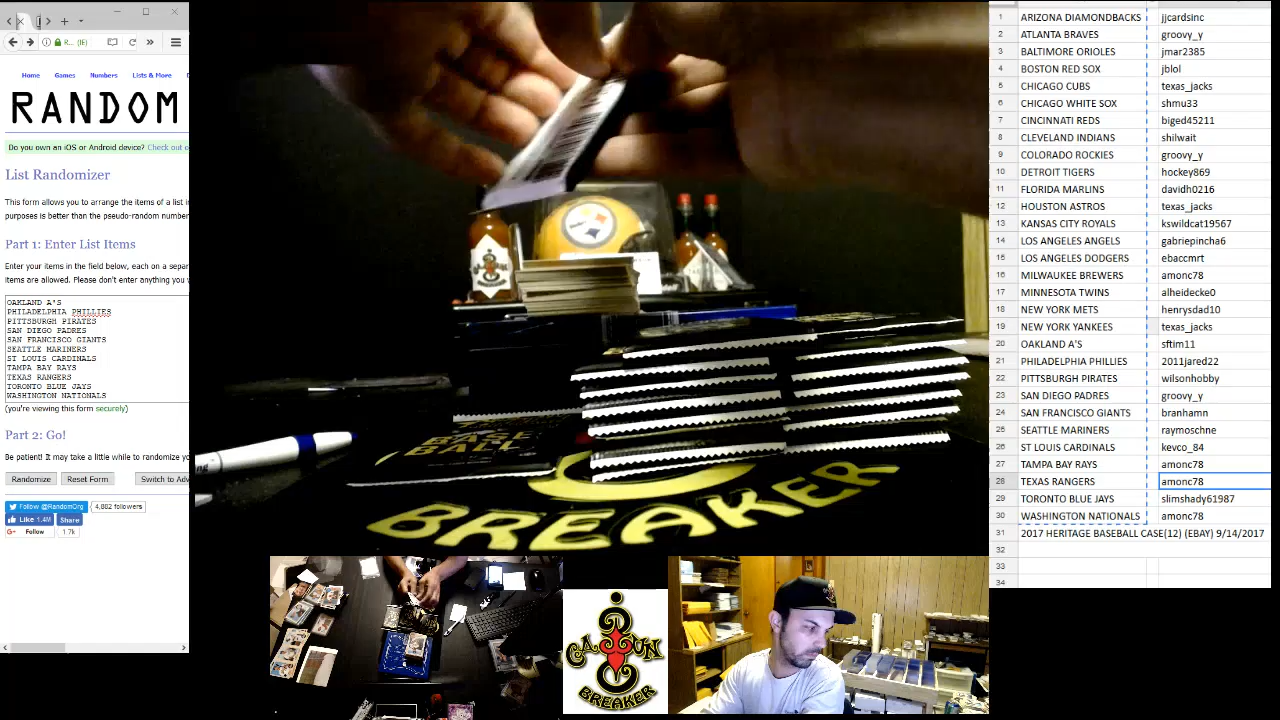 R... (IE)
Home Games Numbers Lists & More
RANDOM
Do you own an iOS or Android device? Check out o
List Randomizer
This form allows you to arrange the items of a list i
purposes is better than the pseudo-random number
Part 1: Enter List Items
Enter your items in the field below, each on a sepa
items are allowed. Please don't enter anything you v
OAKLAND A'S
PHILADELPHIA PHILLIES
PITTSBURGH PIRATES
SAN DIEGO PADRES
SAN FRANCISCO GIANTS
SEATTLE MARINERS
ST LOUIS CARDINALS
TAMPA BAY RAYS
TEXAS RANGERS
TORONTO BLUE JAYS
WASHINGTON NATIONALS
(you're viewing this form securely)
Part 2: Go!
Be patient! It may take a little while to randomize yo
Randomize Reset Form Switch to Adv
Follow @RandomOrg 4,882 followers
Like 1.4M Share
Follow 1.7k
BASE
BALL
BREAKER
CAJUN
BREAKER
1 ARIZONA DIAMONDBACKS jjcardsinc
2 ATLANTA BRAVES groovy_y
3 BALTIMORE ORIOLES jmar2385
4 BOSTON RED SOX jblol
5 CHICAGO CUBS texas_jacks
6 CHICAGO WHITE SOX shmu33
7 CINCINNATI REDS biged45211
8 CLEVELAND INDIANS shilwait
9 COLORADO ROCKIES groovy_y
10 DETROIT TIGERS hockey869
11 FLORIDA MARLINS davidh0216
12 HOUSTON ASTROS texas_jacks
13 KANSAS CITY ROYALS kswildcat19567
14 LOS ANGELES ANGELS gabriepincha6
15 LOS ANGELES DODGERS ebaccmrt
16 MILWAUKEE BREWERS amonc78
17 MINNESOTA TWINS alheidecke0
18 NEW YORK METS henrysdad10
19 NEW YORK YANKEES texas_jacks
20 OAKLAND A'S sftim11
21 PHILADELPHIA PHILLIES 2011jared22
22 PITTSBURGH PIRATES wilsonhobby
23 SAN DIEGO PADRES groovy_y
24 SAN FRANCISCO GIANTS branhamn
25 SEATTLE MARINERS raymoschne
26 ST LOUIS CARDINALS kevco_84
27 TAMPA BAY RAYS amonc78
28 TEXAS RANGERS amonc78
29 TORONTO BLUE JAYS slimshady61987
30 WASHINGTON NATIONALS amonc78
31 2017 HERITAGE BASEBALL CASE(12) (EBAY) 9/14/2017
32
33
34